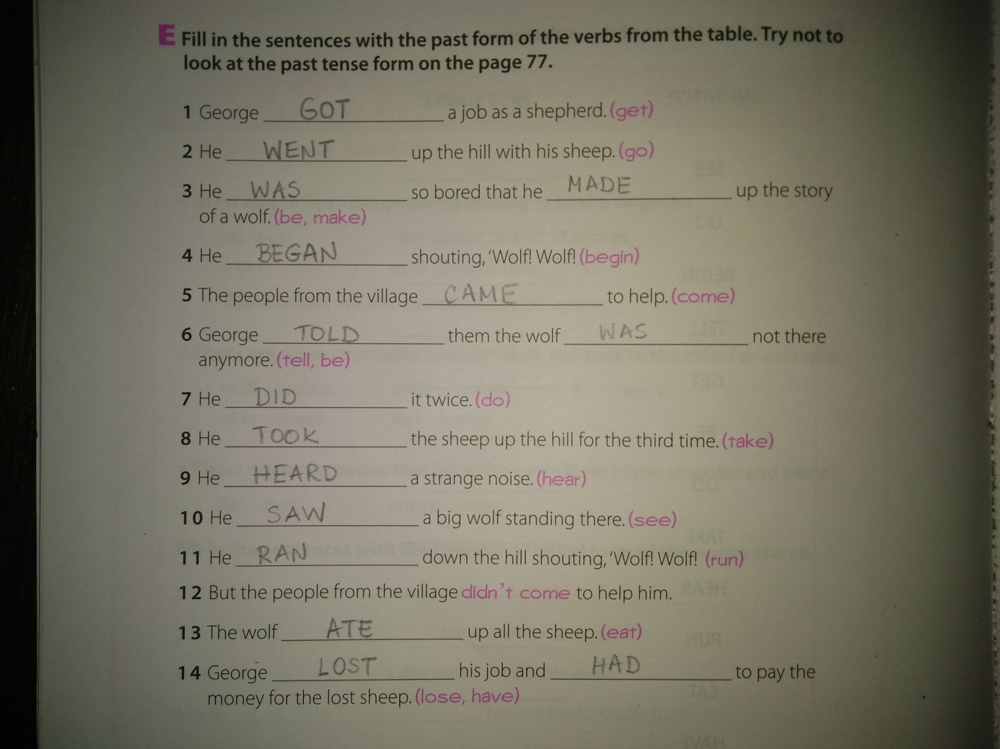 E Fill in the sentences with the past form of the verbs from the table. Try not to
look at the past tense form on the page 77.
1 George GOT a job as a shepherd. (get)
2 He WENT up the hill with his sheep. (go)
3 He WAS so bored that he MADE up the story
of a wolf. (be, make)
4 He BEGAN shouting, ‘Wolf! Wolf! (begin)
5 The people from the village CAME to help. (come)
6 George TOLD them the wolf WAS not there
anymore. (tell, be)
7 He DID it twice. (do)
8 He TOOK the sheep up the hill for the third time. (take)
9 He HEARD a strange noise. (hear)
10 He SAW a big wolf standing there. (see)
11 He RAN down the hill shouting, ‘Wolf! Wolf! (run)
12 But the people from the village didn't come to help him.
13 The wolf ATE up all the sheep. (eat)
14 George LOST his job and HAD to pay the
money for the lost sheep. (lose, have)